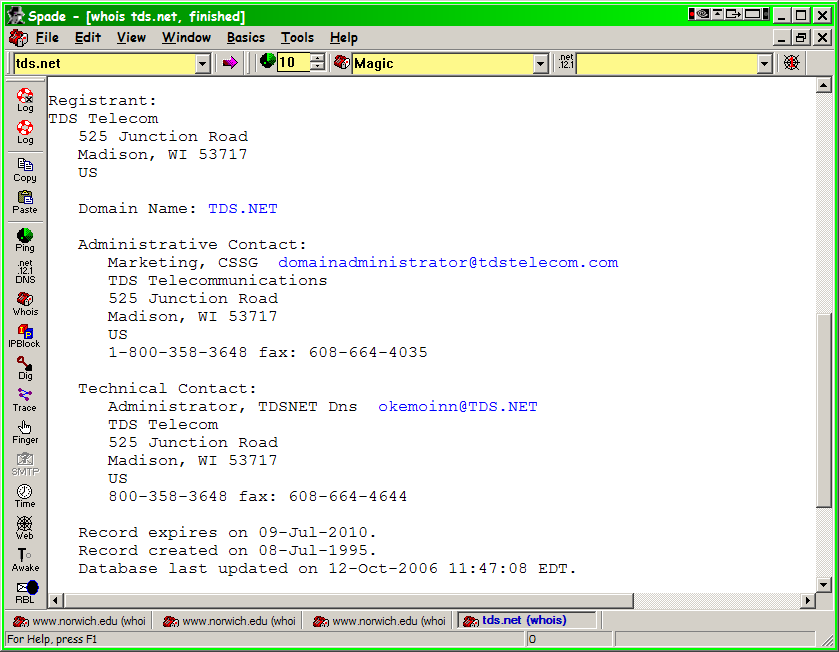 Spade - [whois tds.net, finished]
File Edit View Window Basics Tools Help
tds.net 10 Magic .net 12.1
Log
Log
Copy
Paste
Ping
.net 12.1 DNS
Whois
IPBlock
Dig
Trace
Finger
SMTP
Time
Web
Awake
RBL
Registrant:
TDS Telecom
525 Junction Road
Madison, WI 53717
US
Domain Name: TDS.NET
Administrative Contact:
Marketing, CSSG domainadministrator@tdstelecom.com
TDS Telecommunications
525 Junction Road
Madison, WI 53717
US
1-800-358-3648 fax: 608-664-4035
Technical Contact:
Administrator, TDSNET Dns okemoinn@TDS.NET
TDS Telecom
525 Junction Road
Madison, WI 53717
US
800-358-3648 fax: 608-664-4644
Record expires on 09-Jul-2010.
Record created on 08-Jul-1995.
Database last updated on 12-Oct-2006 11:47:08 EDT.
www.norwich.edu (whoi www.norwich.edu (whoi www.norwich.edu (whoi tds.net (whois)
For Help, press F1 0